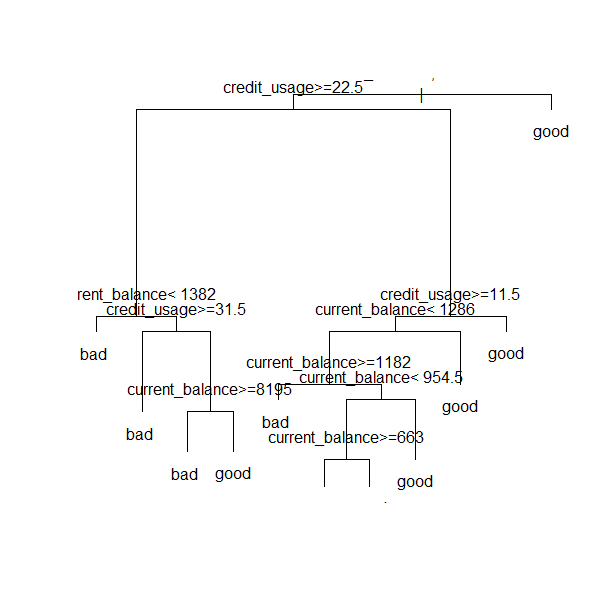 credit_usage>=22.5
good
rent_balance< 1382
credit_usage>=11.5
credit_usage>=31.5
current_balance< 1286
bad
good
current_balance>=1182
current_balance< 954.5
current_balance>=8195
good
bad
bad
current_balance>=663
bad
good
good